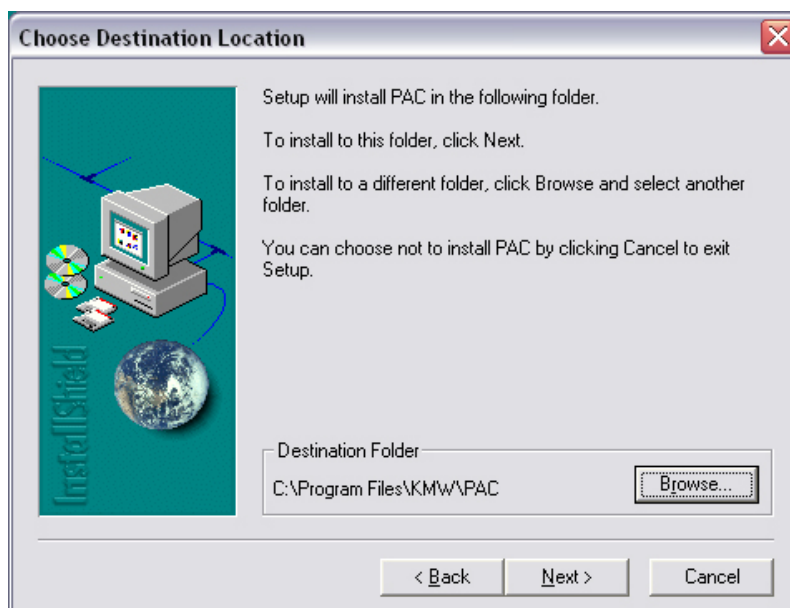 Choose Destination Location
Setup will install PAC in the following folder.
To install to this folder, click Next.
To install to a different folder, click Browse and select another
folder.
You can choose not to install PAC by clicking Cancel to exit
Setup.
InstallShield
Destination Folder
C:\Program Files\KMW\PAC
Browse...
< Back
Next >
Cancel